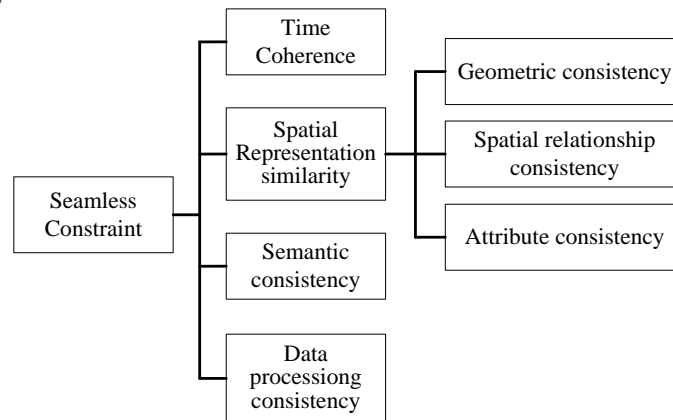 Time
Coherence
Geometric consistency
Spatial
Representation
similarity
Spatial relationship
consistency
Seamless
Constraint
Attribute consistency
Semantic
consistency
Data
processiong
consistency